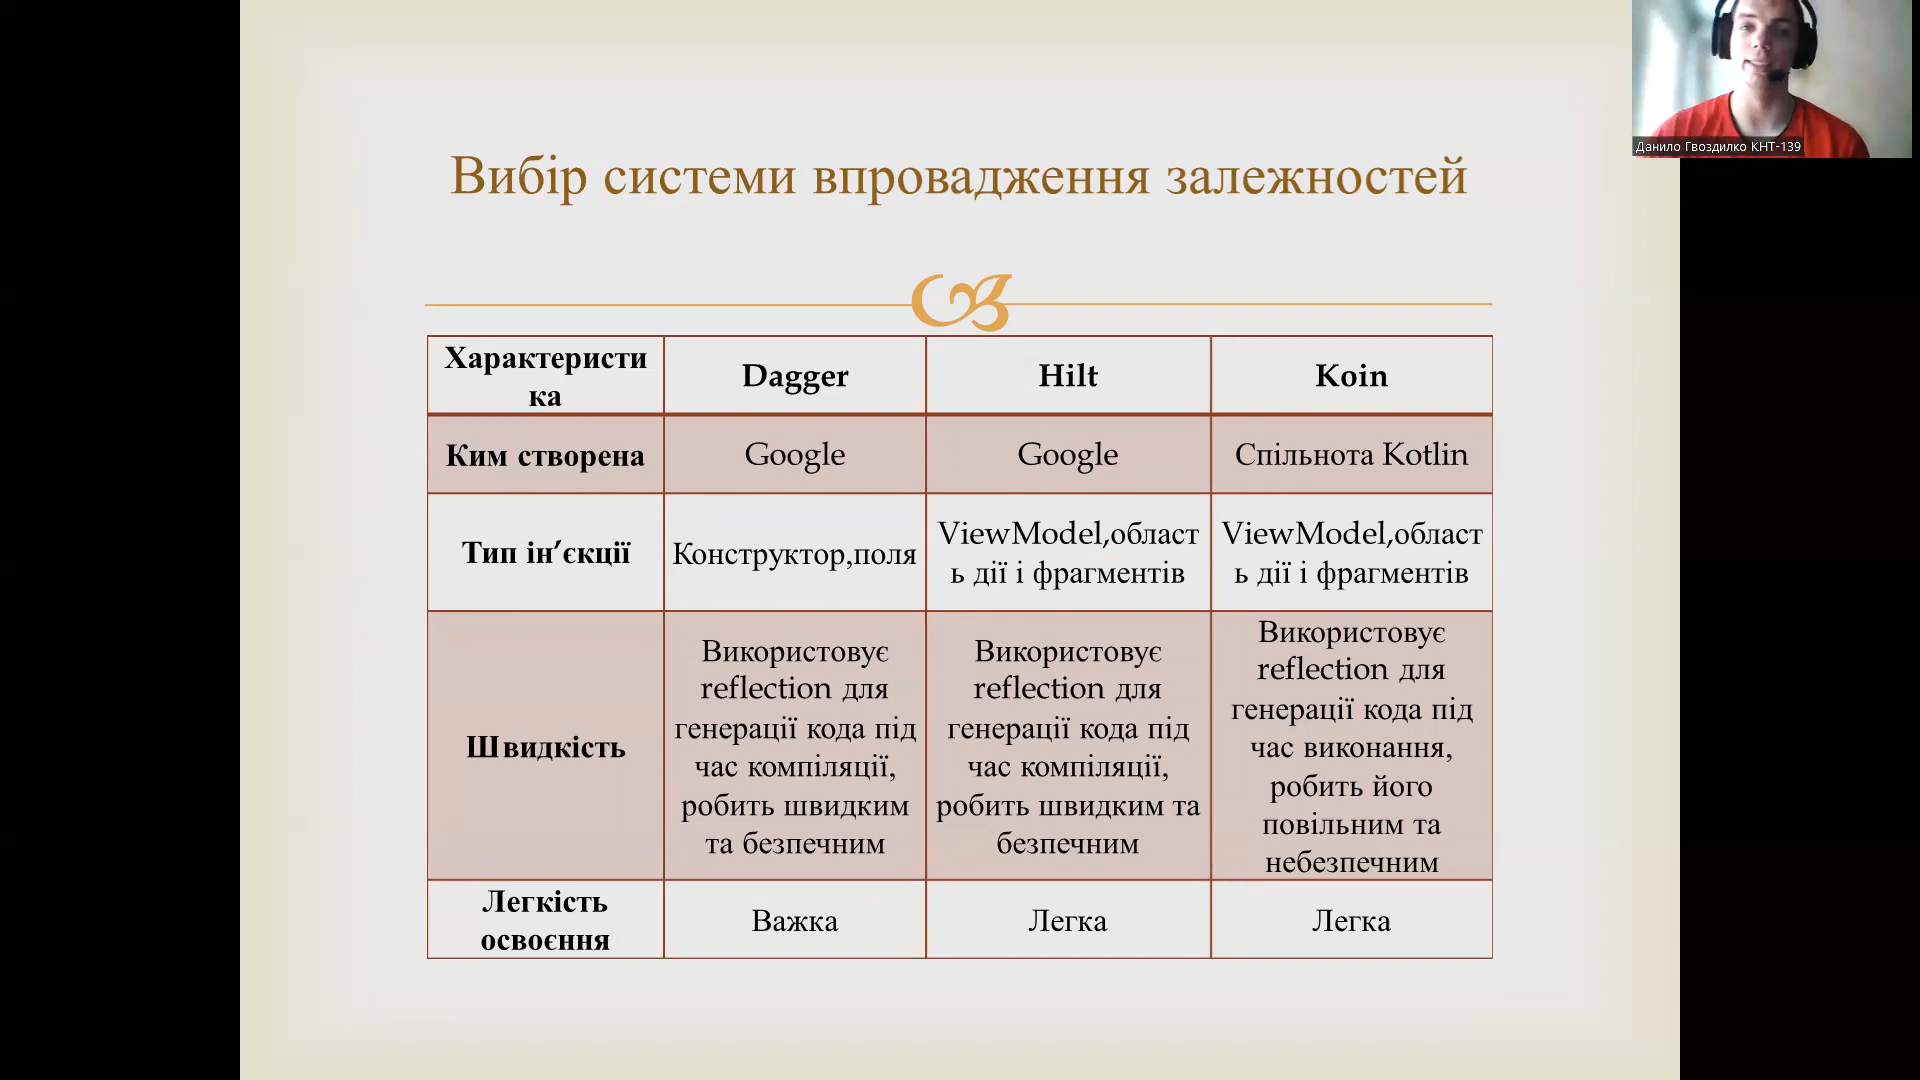 Вибір системи впровадження залежностей
Данило Гвоздилко КНТ-139
Характеристи
ка
Dagger
Hilt
Koin
Ким створена
Google
Google
Спільнота Kotlin
Тип ін’єкції
Конструктор,поля
ViewModel,област
ь дії і фрагментів
ViewModel,област
ь дії і фрагментів
Швидкість
Використовує
reflection для
генерації кода під
час компіляції,
робить швидким
та безпечним
Використовує
reflection для
генерації кода під
час компіляції,
робить швидким та
безпечним
Використовує
reflection для
генерації кода під
час виконання,
робить його
повільним та
небезпечним
Легкість
освоєння
Важка
Легка
Легка